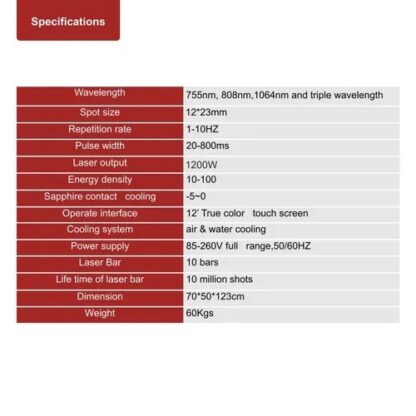 Specifications
Wavelength 755nm, 808nm,1064nm and triple wavelength
Spot size 12*23mm
Repetition rate 1-10HZ
Pulse width 20-800ms
Laser output 1200W
Energy density 10-100
Sapphire contact cooling -5~0
Operate interface 12' True color touch screen
Cooling system air & water cooling
Power supply 85-260V full range,50/60HZ
Laser Bar 10 bars
Life time of laser bar 10 million shots
Dimension 70*50*123cm
Weight 60Kgs